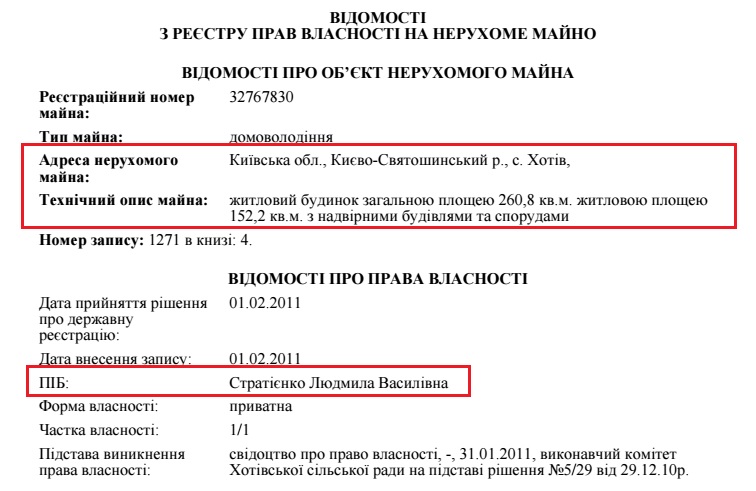 ВІДОМОСТІ
З РЕЄСТРУ ПРАВ ВЛАСНОСТІ НА НЕРУХОМЕ МАЙНО
ВІДОМОСТІ ПРО ОБ’ЄКТ НЕРУХОМОГО МАЙНА
Реєстраційний номер майна: 32767830
Тип майна: домоволодіння
Адреса нерухомого майна: Київська обл., Києво-Святошинський р., с. Хотів,
Технічний опис майна: житловий будинок загальною площею 260,8 кв.м. житловою площею
152,2 кв.м. з надвірними будівлями та спорудами
Номер запису: 1271 в книзі: 4.
ВІДОМОСТІ ПРО ПРАВА ВЛАСНОСТІ
Дата прийняття рішення про державну реєстрацію: 01.02.2011
Дата внесення запису: 01.02.2011
ПІБ: Стратієнко Людмила Василівна
Форма власності: приватна
Частка власності: 1/1
Підстава виникнення права власності: свідоцтво про право власності, -, 31.01.2011, виконавчий комітет
Хотівської сільської ради на підставі рішення №5/29 від 29.12.10р.